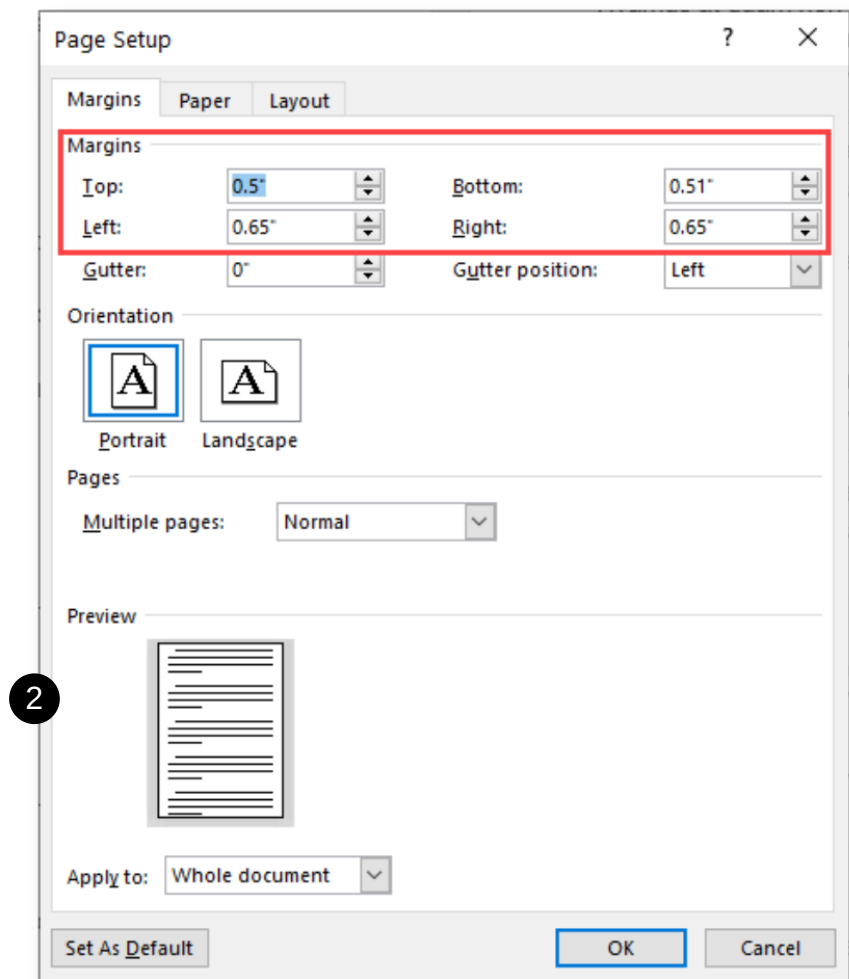 Page Setup ?
Margins Paper Layout
Margins
Top: 0.5" Bottom: 0.51"
Left: 0.65" Right: 0.65"
Gutter: 0" Gutter position: Left
Orientation
A A
Portrait Landscape
Pages
Multiple pages: Normal
Preview
2
Apply to: Whole document
Set As Default OK Cancel